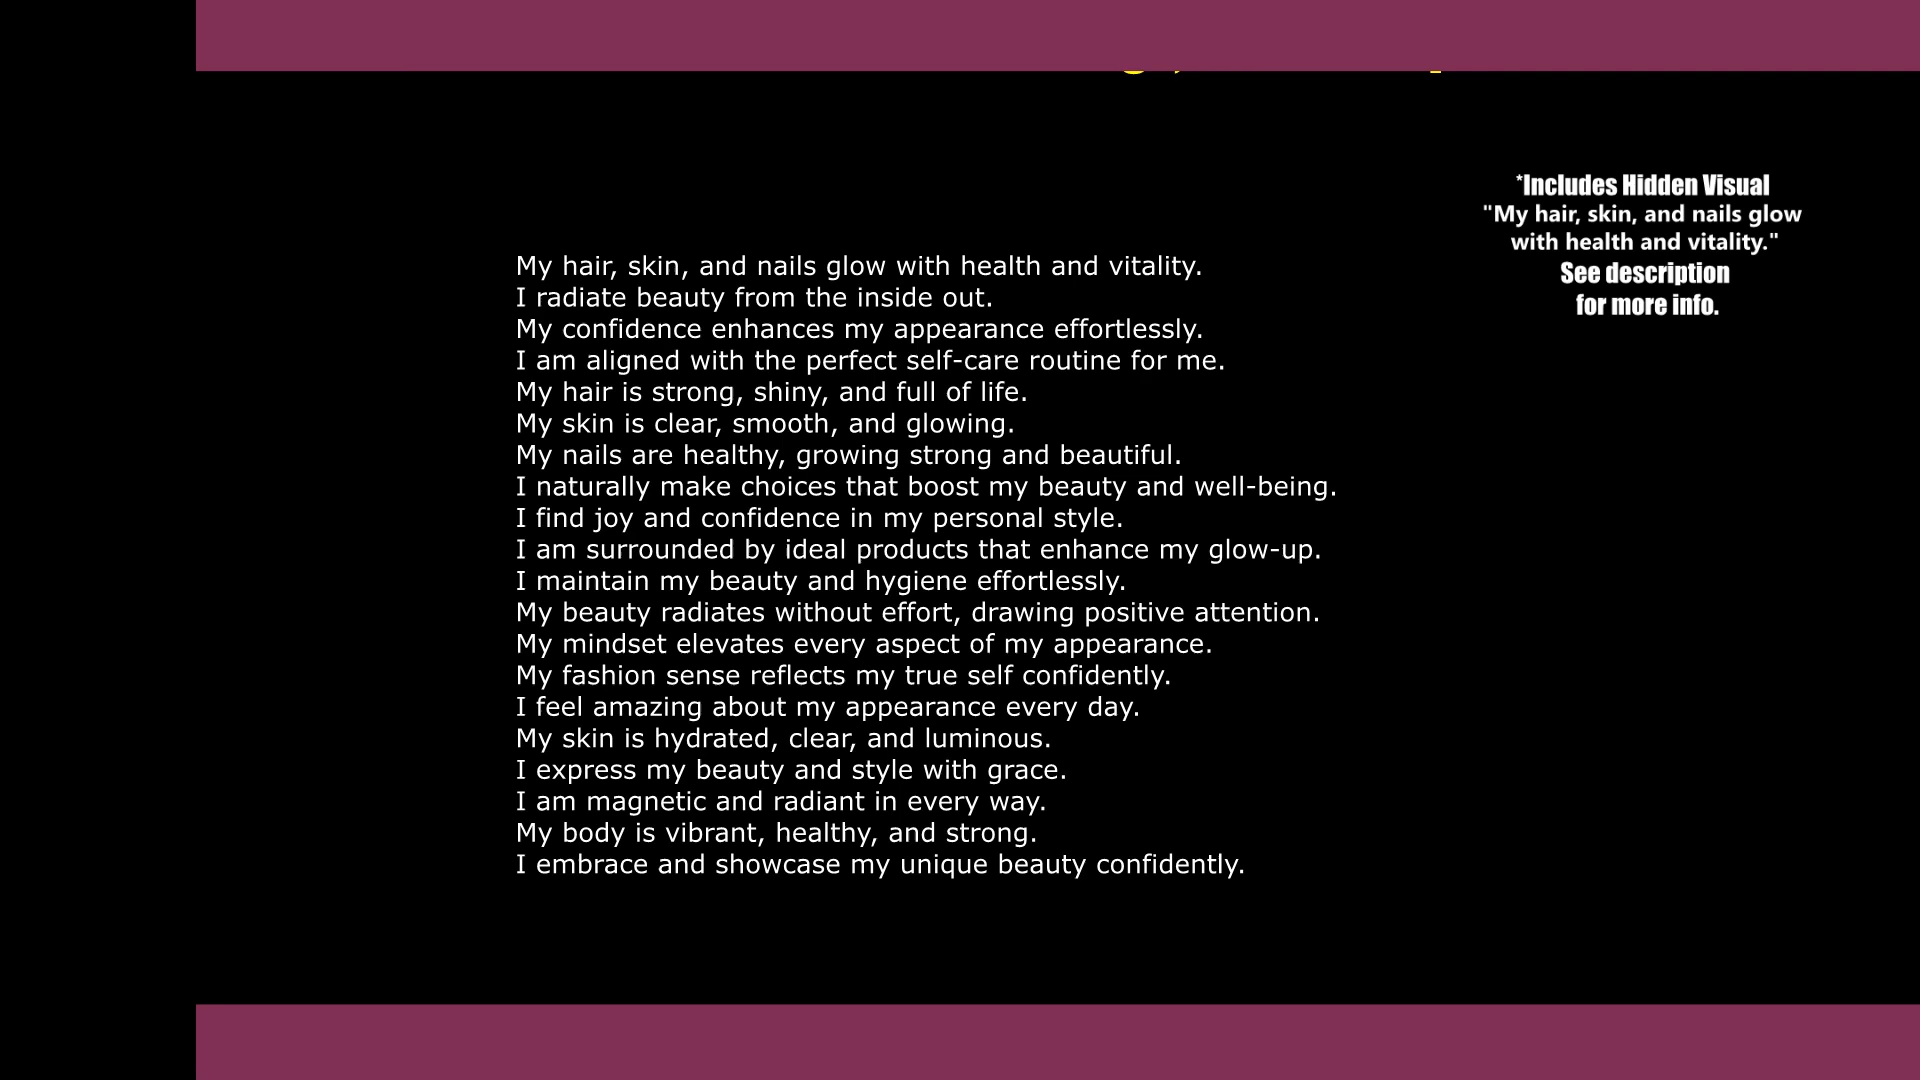 My hair, skin, and nails glow with health and vitality.
I radiate beauty from the inside out.
My confidence enhances my appearance effortlessly.
I am aligned with the perfect self-care routine for me.
My hair is strong, shiny, and full of life.
My skin is clear, smooth, and glowing.
My nails are healthy, growing strong and beautiful.
I naturally make choices that boost my beauty and well-being.
I find joy and confidence in my personal style.
I am surrounded by ideal products that enhance my glow-up.
I maintain my beauty and hygiene effortlessly.
My beauty radiates without effort, drawing positive attention.
My mindset elevates every aspect of my appearance.
My fashion sense reflects my true self confidently.
I feel amazing about my appearance every day.
My skin is hydrated, clear, and luminous.
I express my beauty and style with grace.
I am magnetic and radiant in every way.
My body is vibrant, healthy, and strong.
I embrace and showcase my unique beauty confidently.
*Includes Hidden Visual
"My hair, skin, and nails glow
with health and vitality."
See description
for more info.